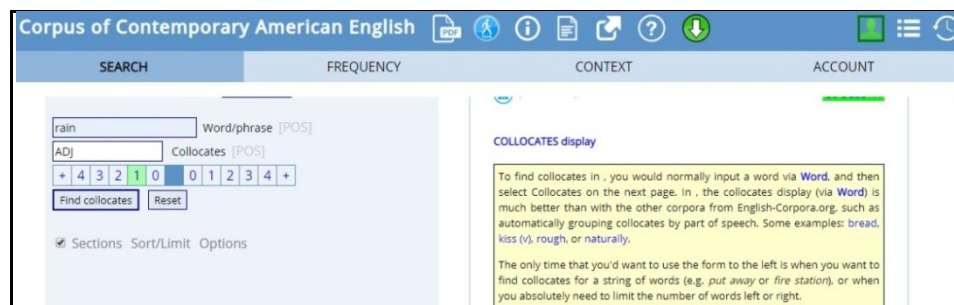 Corpus of Contemporary American English PDF
SEARCH FREQUENCY CONTEXT ACCOUNT
rain Word/phrase [POS]
ADJ Collocates [POS]
+ 4 3 2 1 0 0 1 2 3 4 +
Find collocates Reset
Sections Sort/Limit Options
COLLOCATES display
To find collocates in , you would normally input a word via Word, and then
select Collocates on the next page. In , the collocates display (via Word) is
much better than with the other corpora from English-Corpora.org, such as
automatically grouping collocates by part of speech. Some examples: bread,
kiss (v), rough, or naturally.
The only time that you'd want to use the form to the left is when you want to
find collocates for a string of words (e.g. put away or fire station), or when
you absolutely need to limit the number of words left or right.